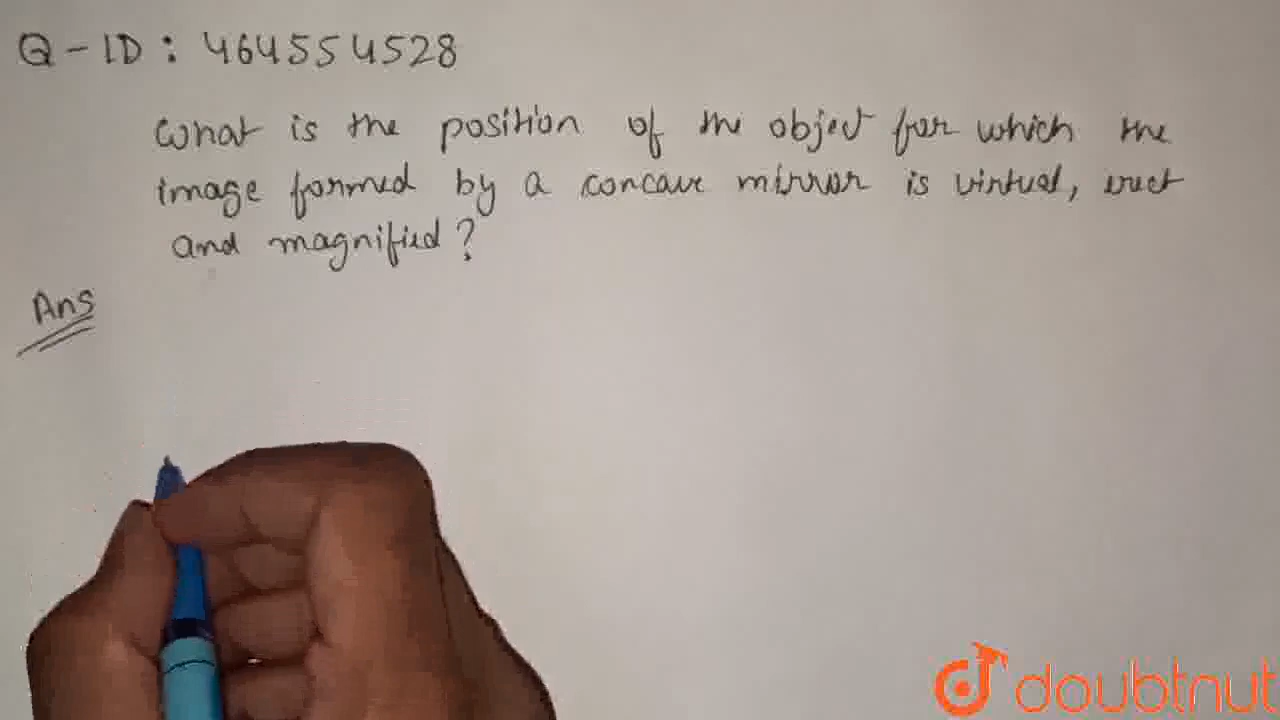 Q-ID: 464554528
What is the position of the object for which the
image formed by a concave mirror is virtual, erect
and magnified?
Ans
doubtnut